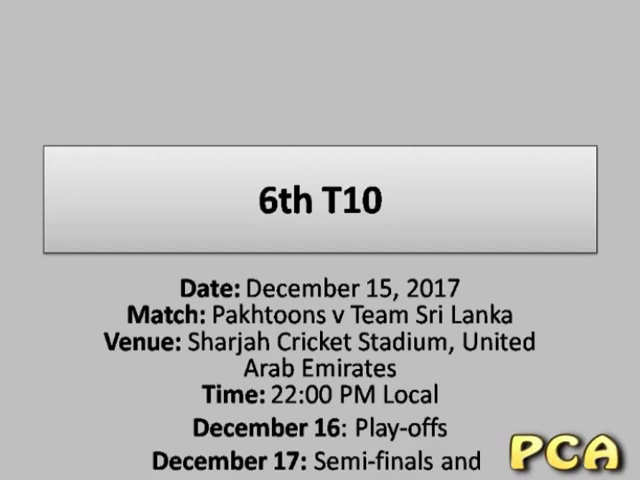 6th T10
Date: December 15, 2017
Match: Pakhtoons v Team Sri Lanka
Venue: Sharjah Cricket Stadium, United
Arab Emirates
Time: 22:00 PM Local
December 16: Play-offs
December 17: Semi-finals and
PCA